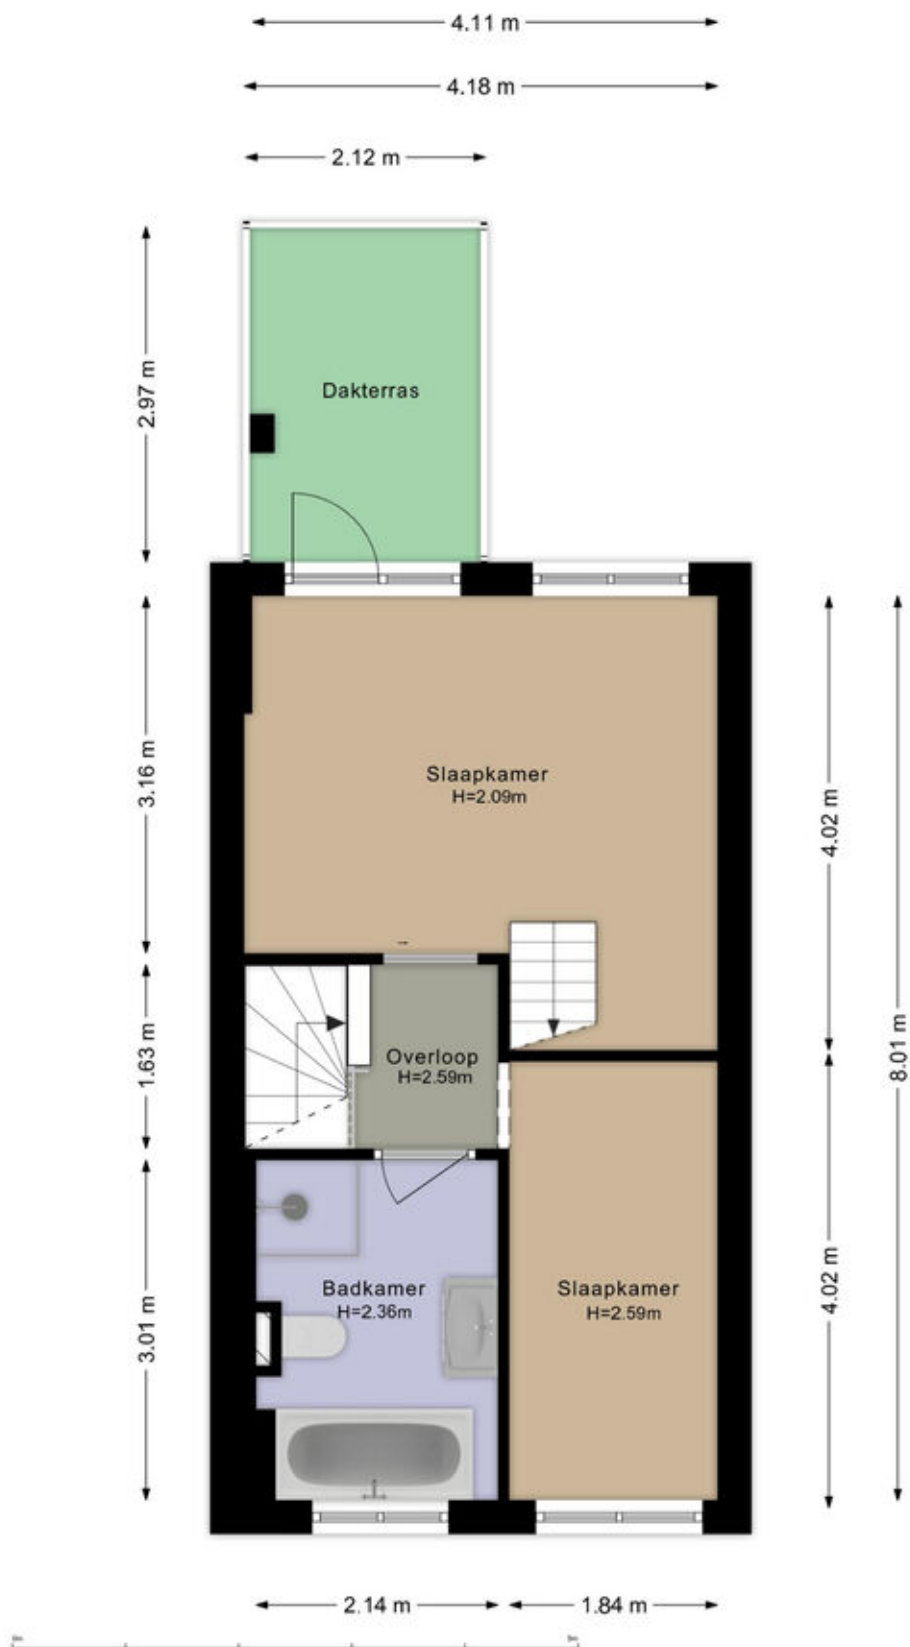 4.11 m
4.18 m
2.12 m
2.97 m
Dakterras
3.16 m
Slaapkamer
H=2.09m
4.02 m
8.01 m
1.63 m
Overloop
H=2.59m
3.01 m
Badkamer
H=2.36m
Slaapkamer
H=2.59m
4.02 m
2.14 m
1.84 m